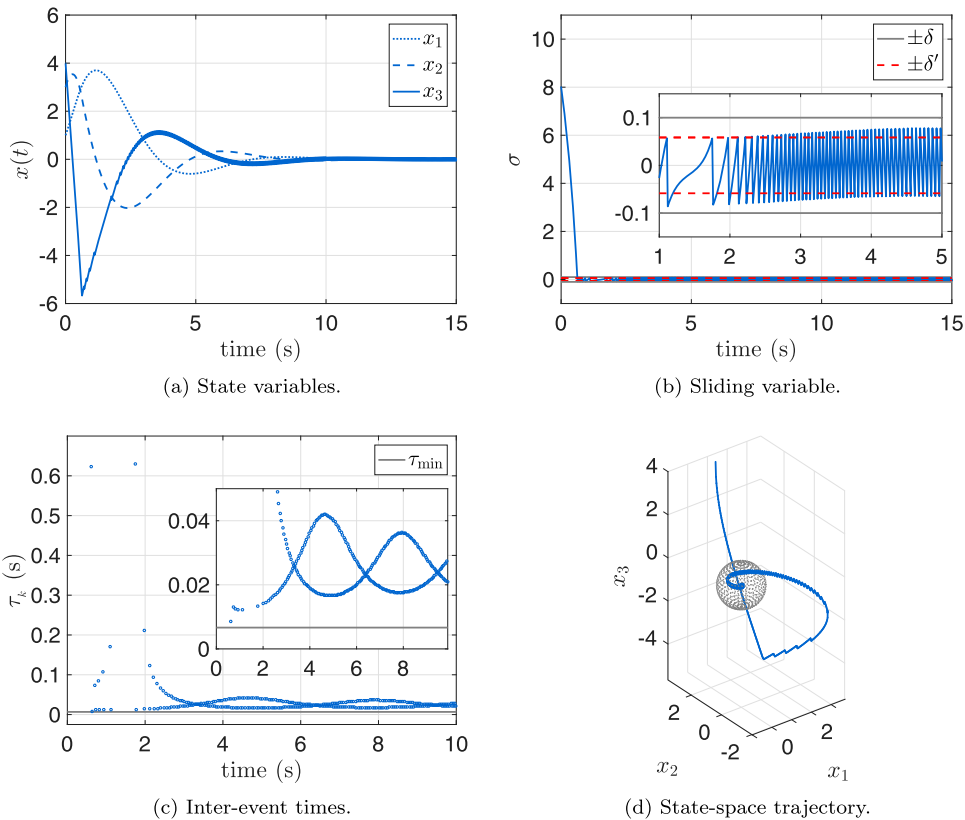 6
4
2
0
-2
-4
-6
x(t)
x₁
x₂
x₃
0 5 10 15
time (s)
(a) State variables.
10
8
6
4
2
0
σ
±δ
±δ′
0.1
0
-0.1
1 2 3 4 5
0 5 10 15
time (s)
(b) Sliding variable.
0.6
0.5
0.4
0.3
0.2
0.1
0
τₖ (s)
τmin
0.04
0.02
0
0 2 4 6 8
0 2 4 6 8 10
time (s)
(c) Inter-event times.
4
2
0
-2
-4
x₃
2
0
-2
x₂
0
2
x₁
(d) State-space trajectory.